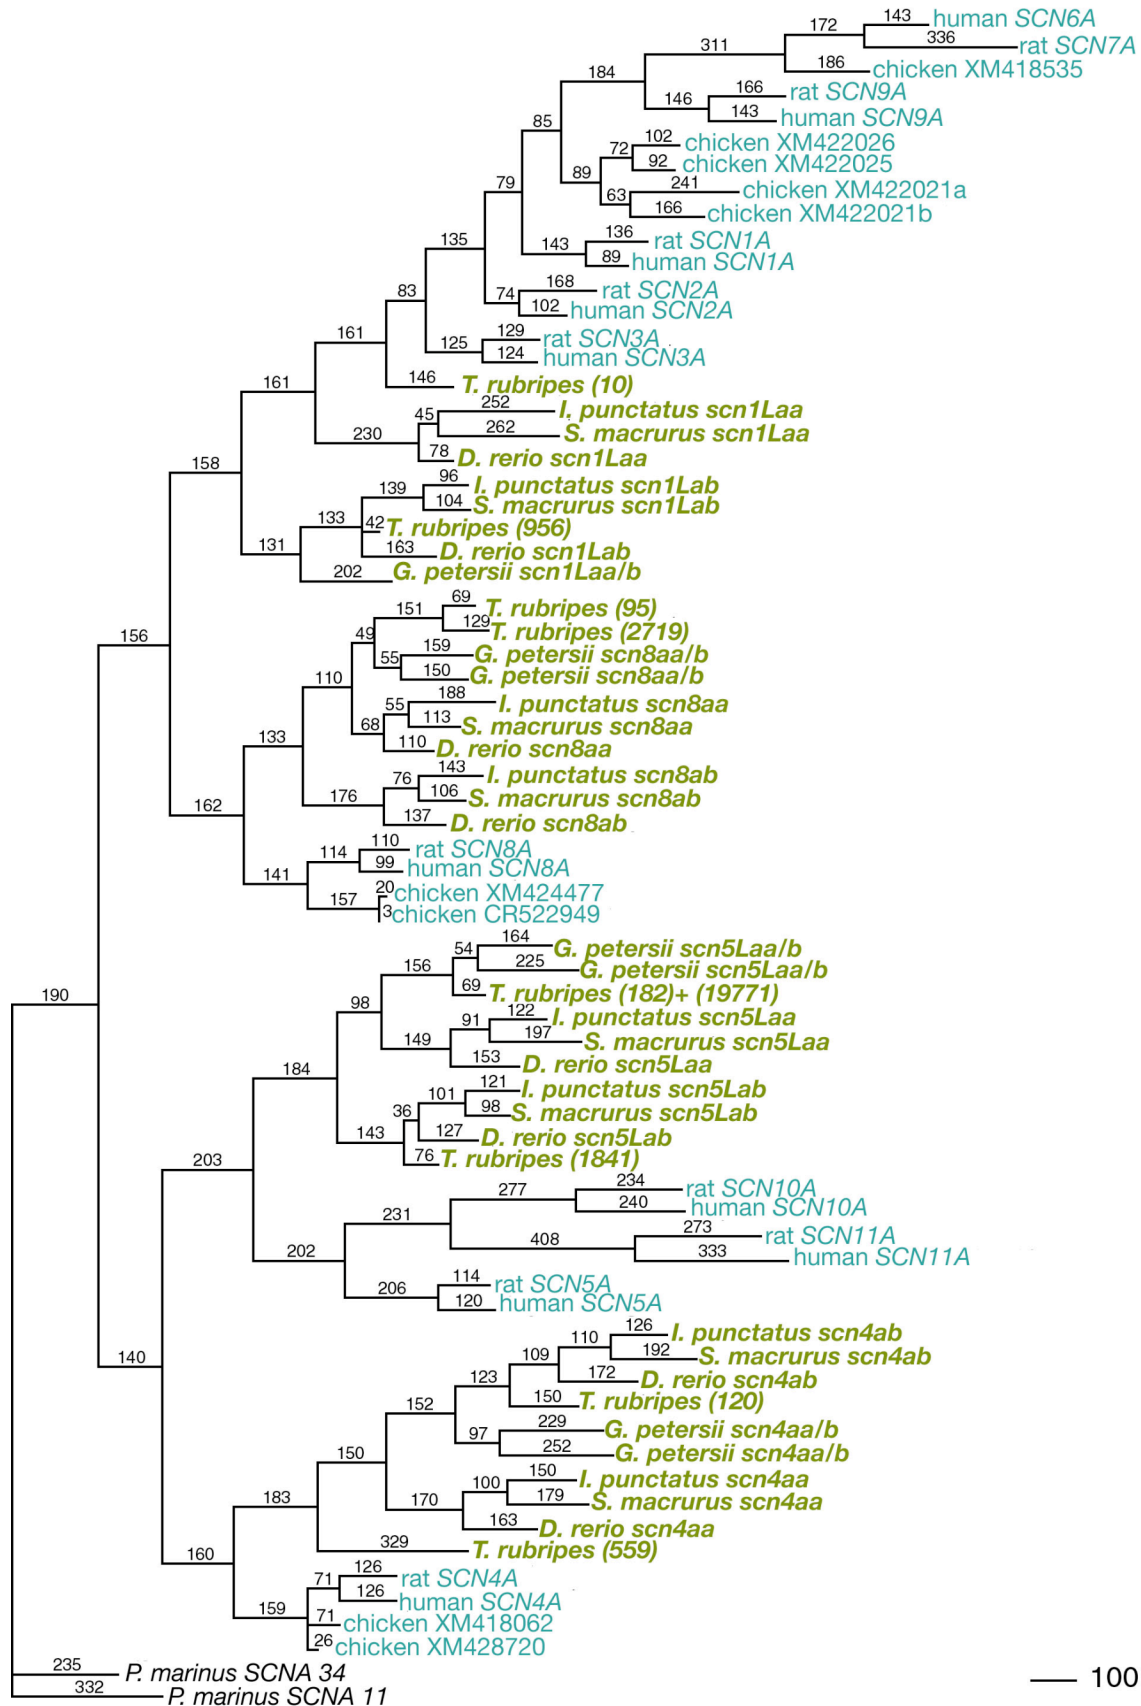 143 human SCN6A
172
336 rat SCN7A
311
186 chicken XM418535
184
166 rat SCN9A
146
143 human SCN9A
85
102 chicken XM422026
72
92 chicken XM422025
89
241 chicken XM422021a
63
166 chicken XM422021b
79
136 rat SCN1A
143
89 human SCN1A
135
168 rat SCN2A
74
102 human SCN2A
83
129 rat SCN3A
125
124 human SCN3A
161
146 T. rubripes (10)
161
252 I. punctatus scn1Laa
45
262 S. macrurus scn1Laa
230
78 D. rerio scn1Laa
158
96 I. punctatus scn1Lab
139
104 S. macrurus scn1Lab
133
42 T. rubripes (956)
163 D. rerio scn1Lab
131
202 G. petersii scn1Laa/b
156
69 T. rubripes (95)
151
129 T. rubripes (2719)
49
159 G. petersii scn8aa/b
55
150 G. petersii scn8aa/b
110
188 I. punctatus scn8aa
55
113 S. macrurus scn8aa
68
110 D. rerio scn8aa
133
143 I. punctatus scn8ab
76
106 S. macrurus scn8ab
176
137 D. rerio scn8ab
162
110 rat SCN8A
114
99 human SCN8A
141
20 chicken XM424477
157
3 chicken CR522949
190
164 G. petersii scn5Laa/b
54
225 G. petersii scn5Laa/b
156
69 T. rubripes (182)+ (19771)
98
122 I. punctatus scn5Laa
91
197 S. macrurus scn5Laa
149
153 D. rerio scn5Laa
184
121 I. punctatus scn5Lab
101
98 S. macrurus scn5Lab
36
127 D. rerio scn5Lab
143
76 T. rubripes (1841)
203
234 rat SCN10A
277
240 human SCN10A
231
273 rat SCN11A
408
333 human SCN11A
202
114 rat SCN5A
206
120 human SCN5A
140
126 I. punctatus scn4ab
110
192 S. macrurus scn4ab
109
172 D. rerio scn4ab
123
150 T. rubripes (120)
152
229 G. petersii scn4aa/b
97
252 G. petersii scn4aa/b
150
150 I. punctatus scn4aa
100
179 S. macrurus scn4aa
170
163 D. rerio scn4aa
183
329 T. rubripes (559)
160
126 rat SCN4A
71
126 human SCN4A
159
71 chicken XM418062
26 chicken XM428720
235 P. marinus SCNA 34
332 P. marinus SCNA 11
100